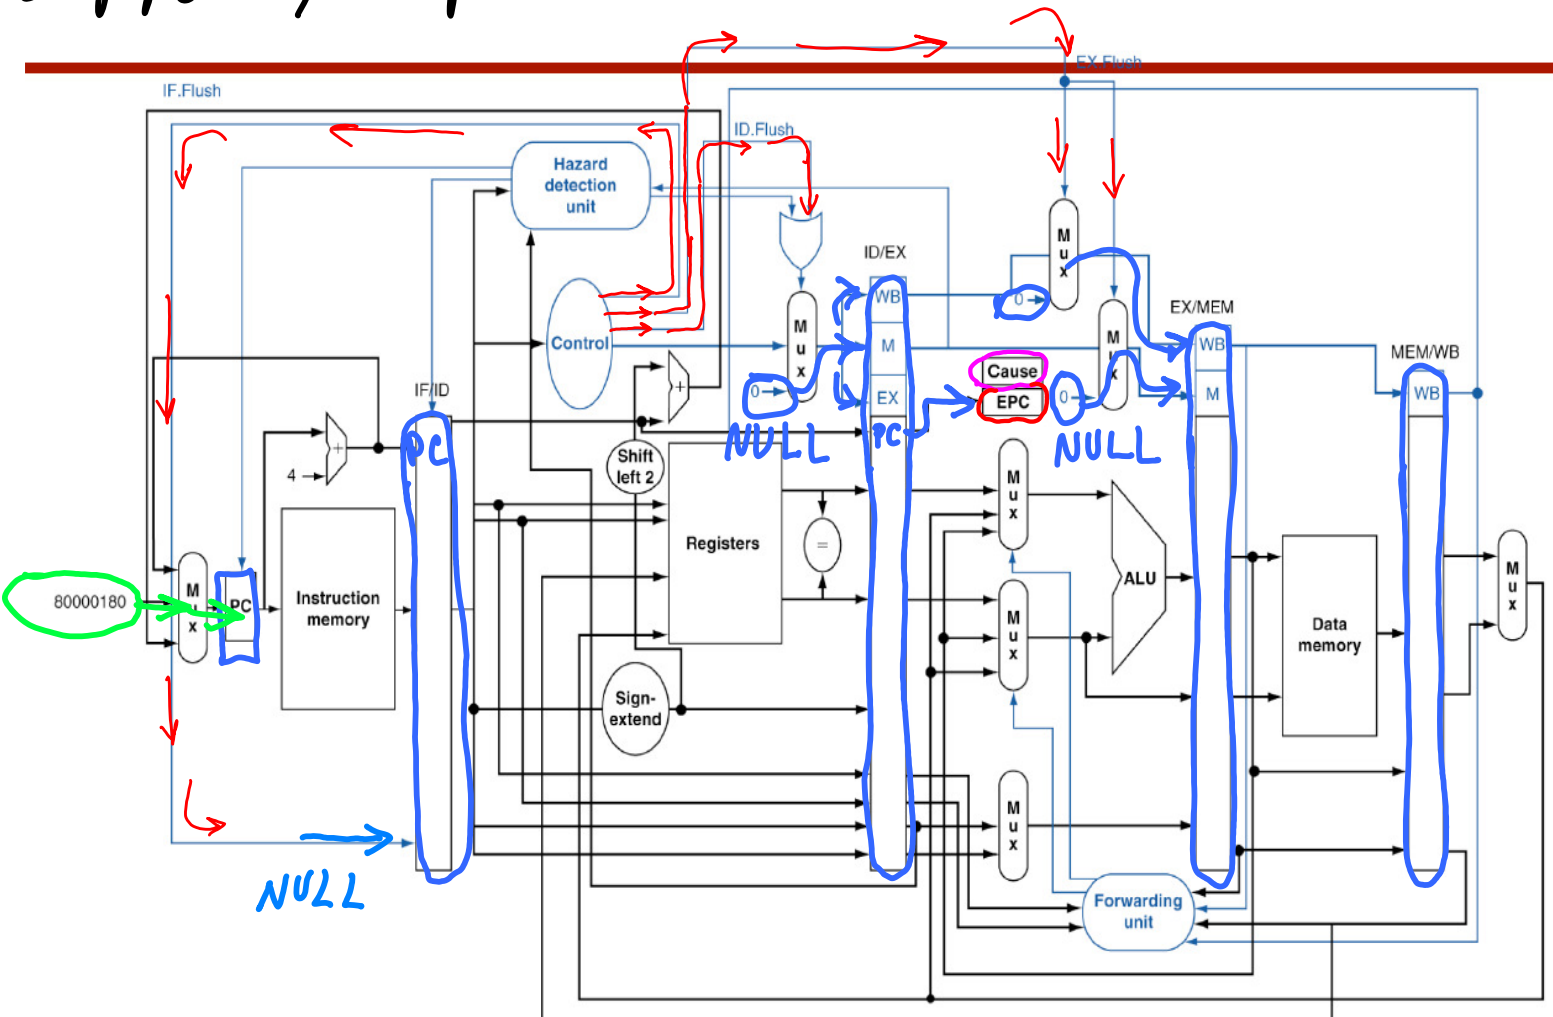 EX.Flush
IF.Flush
ID.Flush
Hazard
detection
unit
ID/EX
M
u
x
WB
0
EX/MEM
Control
M
u
x
M
M
u
x
WB
MEM/WB
IF/ID
+
Cause
0
EX
EPC
0
M
WB
PC
NULL
PC
NULL
+
4
Shift
left 2
M
u
x
Registers
=
ALU
M
u
x
80000180
M
u
x
PC
Instruction
memory
M
u
x
Data
memory
Sign-
extend
M
u
x
NULL
Forwarding
unit